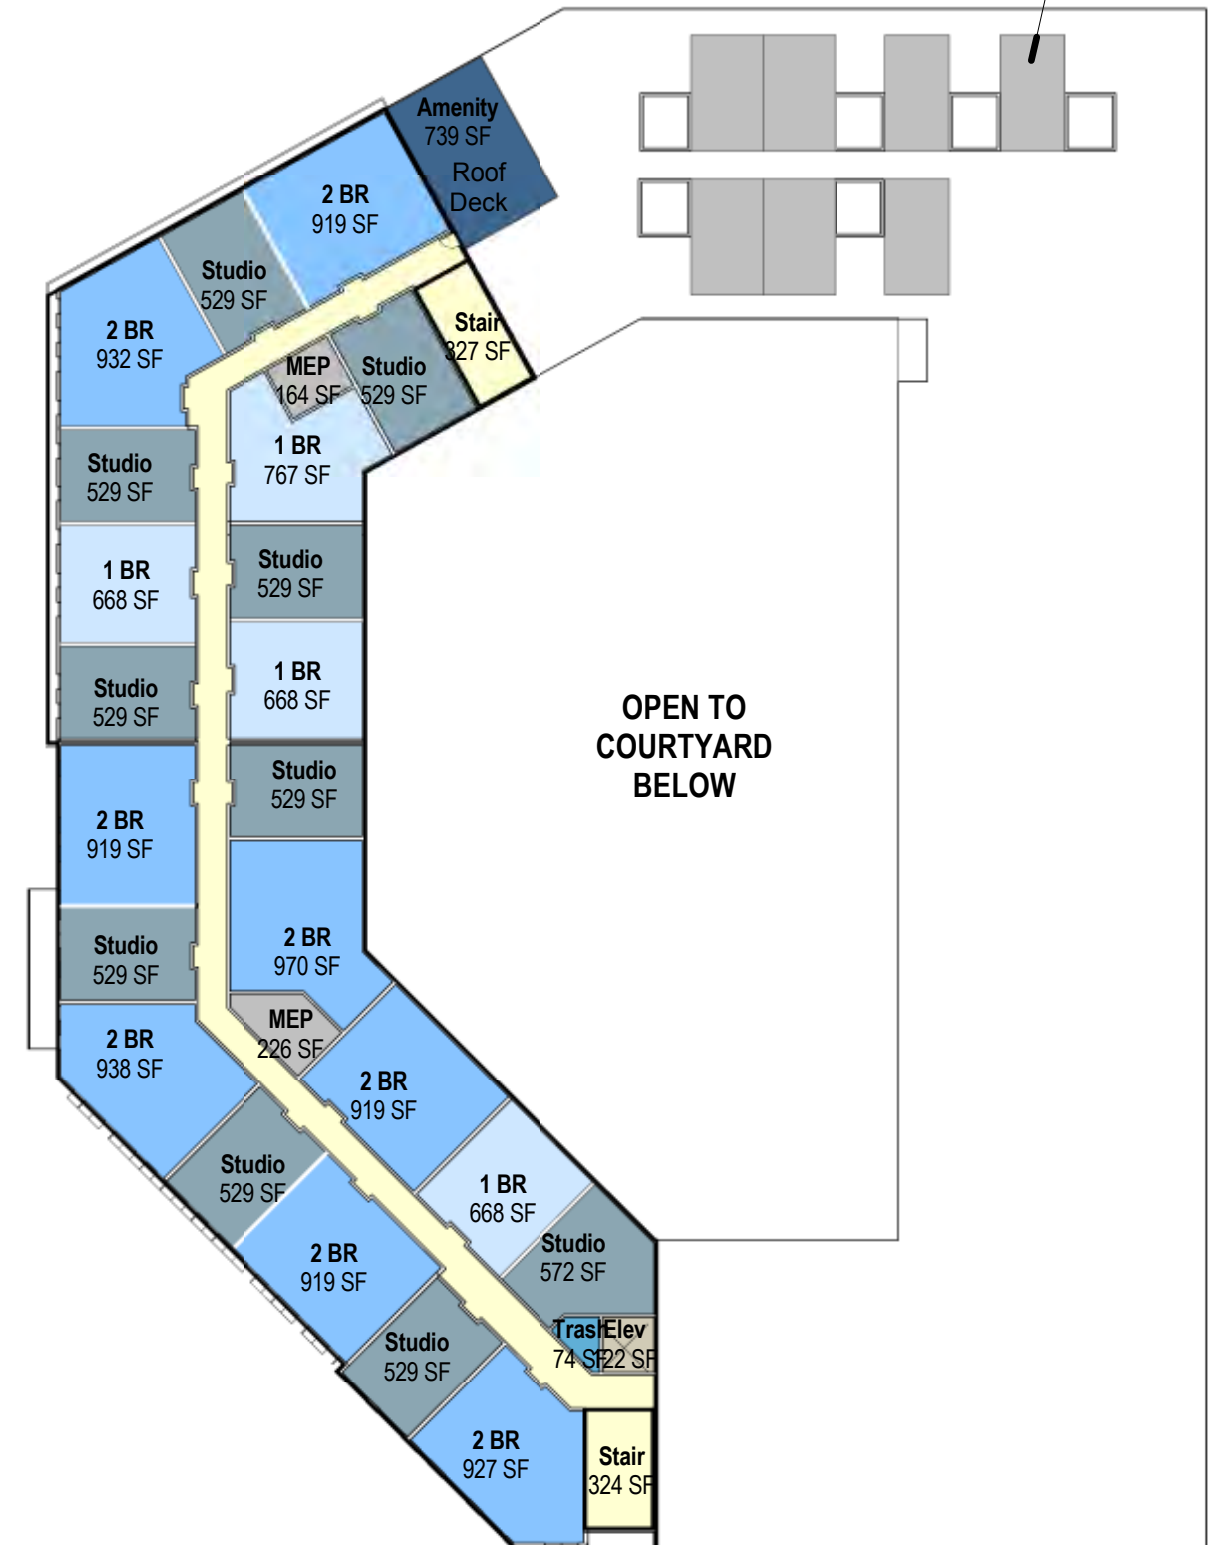 Amenity
739 SF
Roof
Deck
2 BR
919 SF
Studio
529 SF
2 BR
932 SF
Stair
327 SF
MEP
164 SF
Studio
529 SF
1 BR
767 SF
Studio
529 SF
Studio
529 SF
1 BR
668 SF
1 BR
668 SF
Studio
529 SF
OPEN TO
COURTYARD
BELOW
Studio
529 SF
2 BR
919 SF
2 BR
970 SF
Studio
529 SF
MEP
226 SF
2 BR
938 SF
2 BR
919 SF
Studio
529 SF
1 BR
668 SF
2 BR
919 SF
Studio
572 SF
Trash
74 SF
Elev
122 SF
Studio
529 SF
2 BR
927 SF
Stair
324 SF